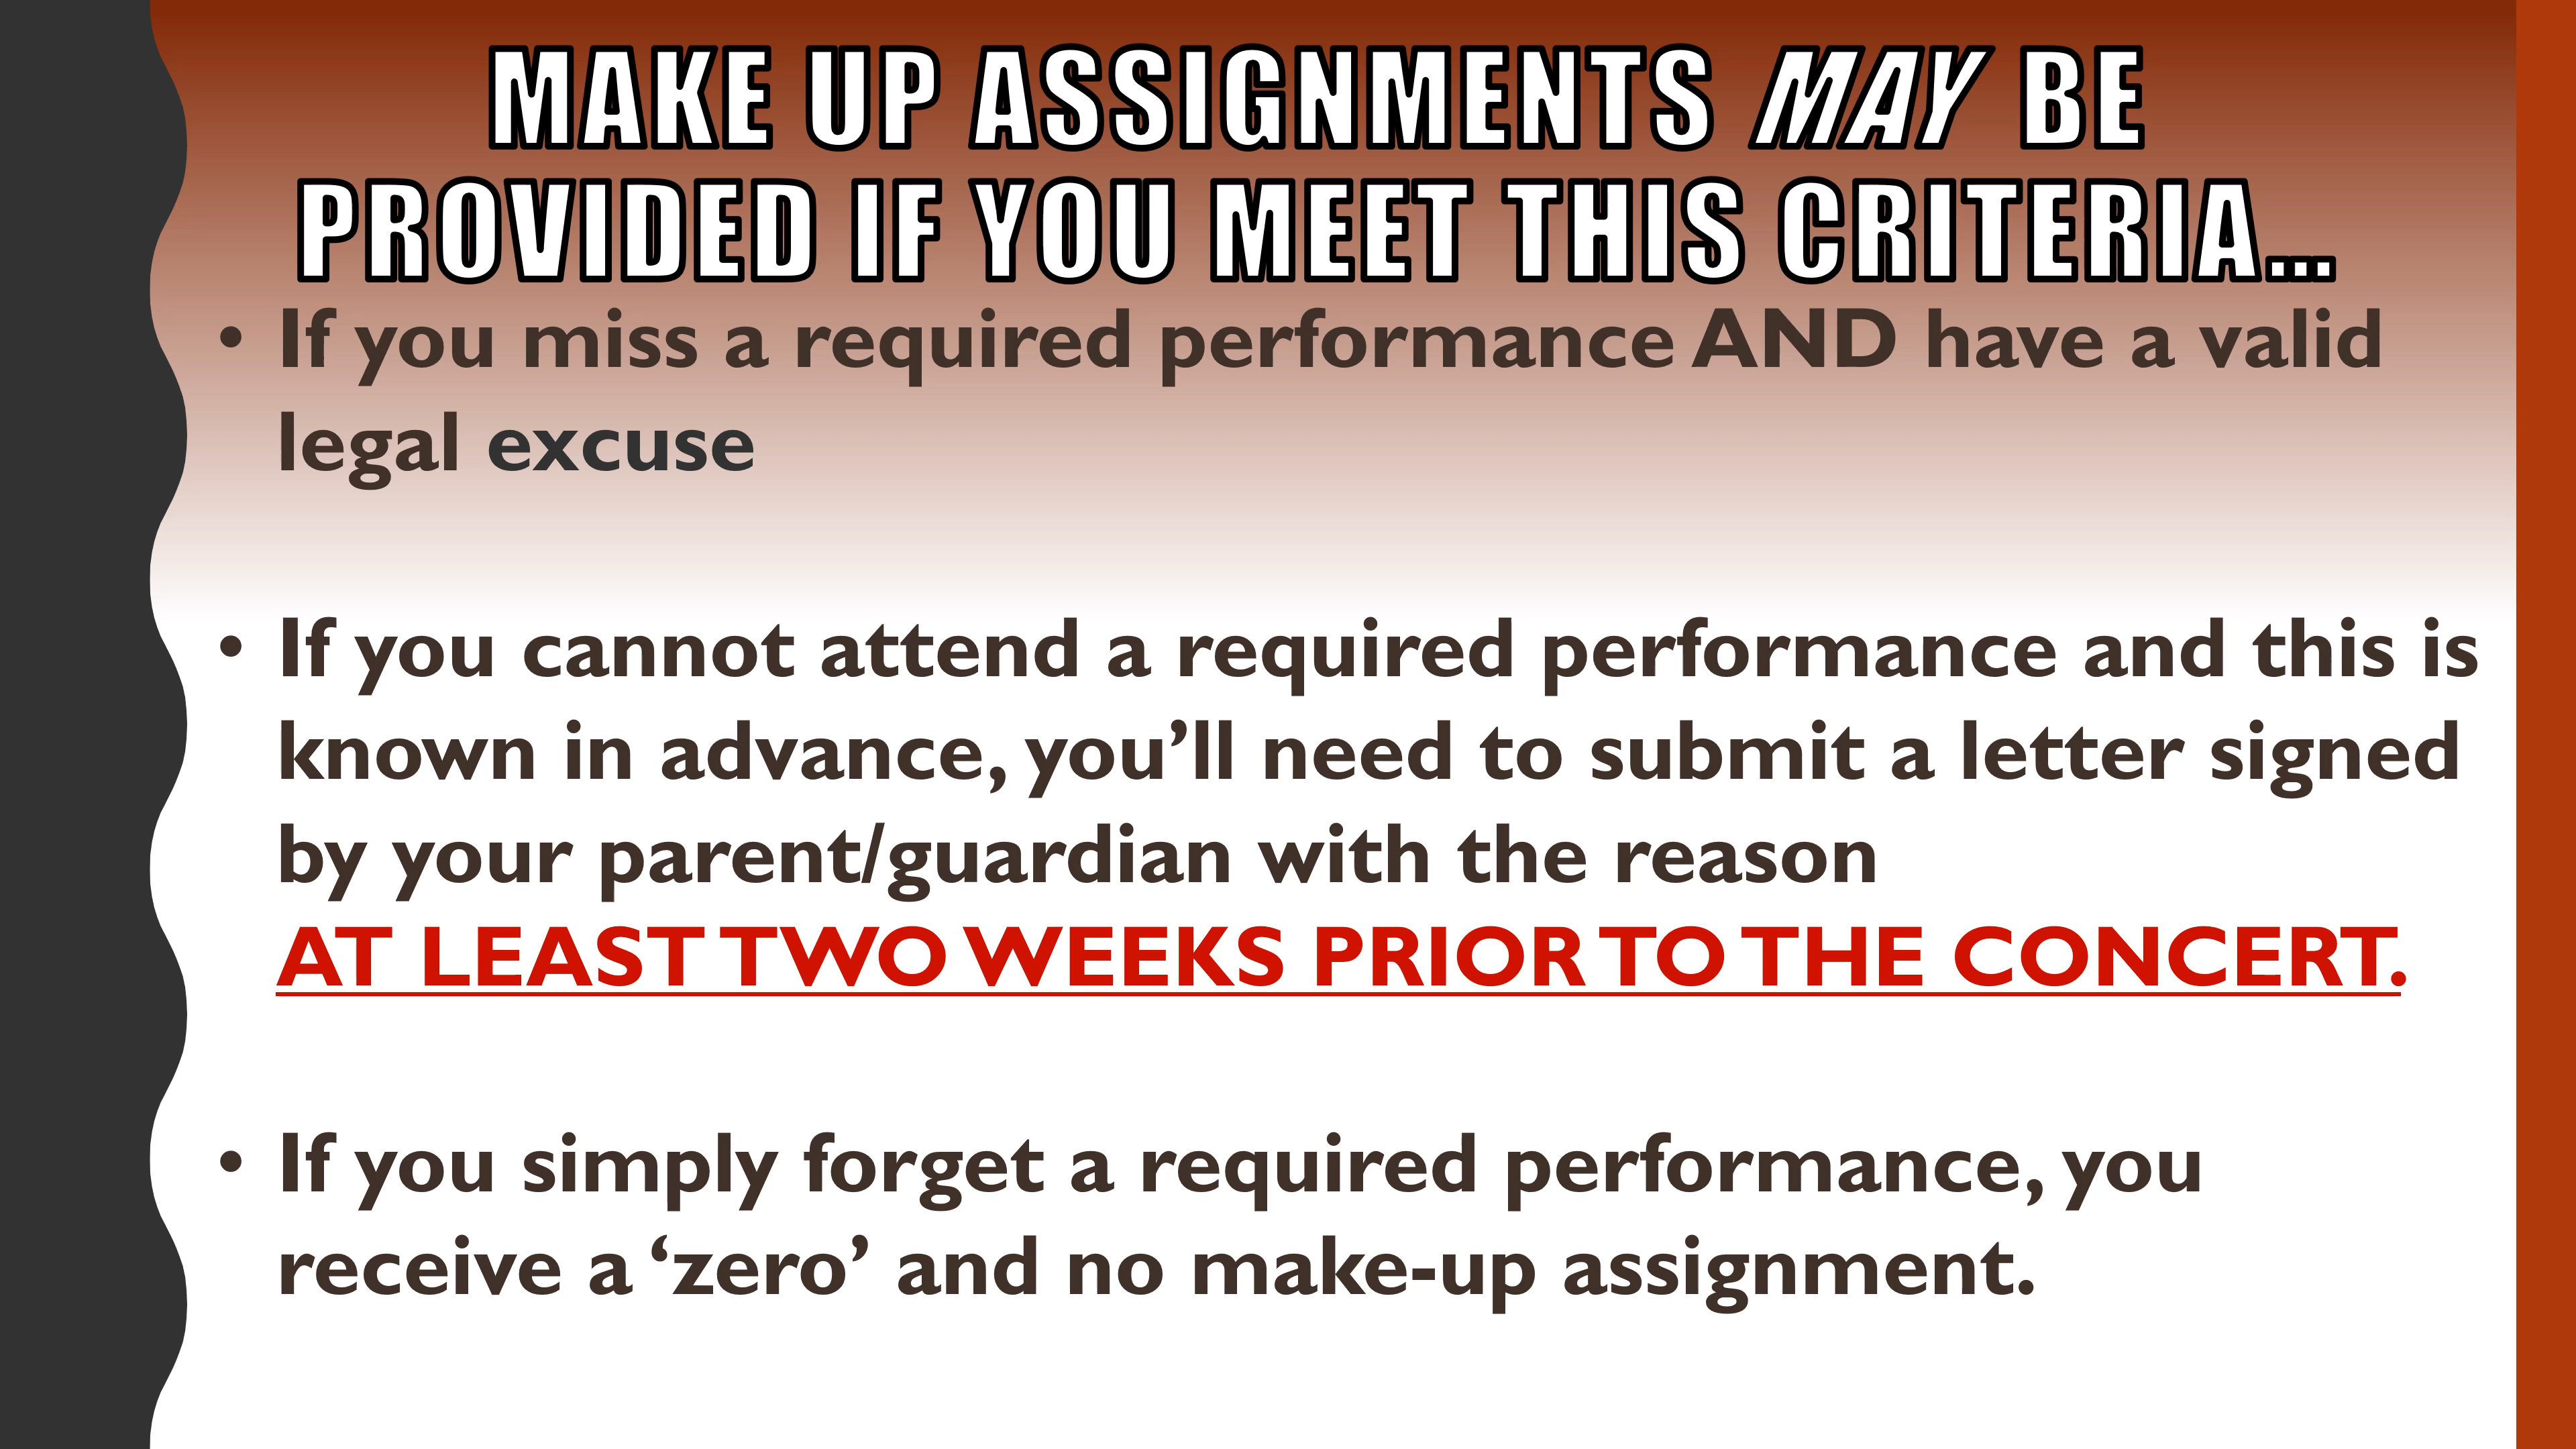 MAKE UP ASSIGNMENTS MAY BE
PROVIDED IF YOU MEET THIS CRITERIA...
• If you miss a required performance AND have a valid
legal excuse
• If you cannot attend a required performance and this is
known in advance, you’ll need to submit a letter signed
by your parent/guardian with the reason
AT LEAST TWO WEEKS PRIOR TO THE CONCERT.
• If you simply forget a required performance, you
receive a ‘zero’ and no make-up assignment.